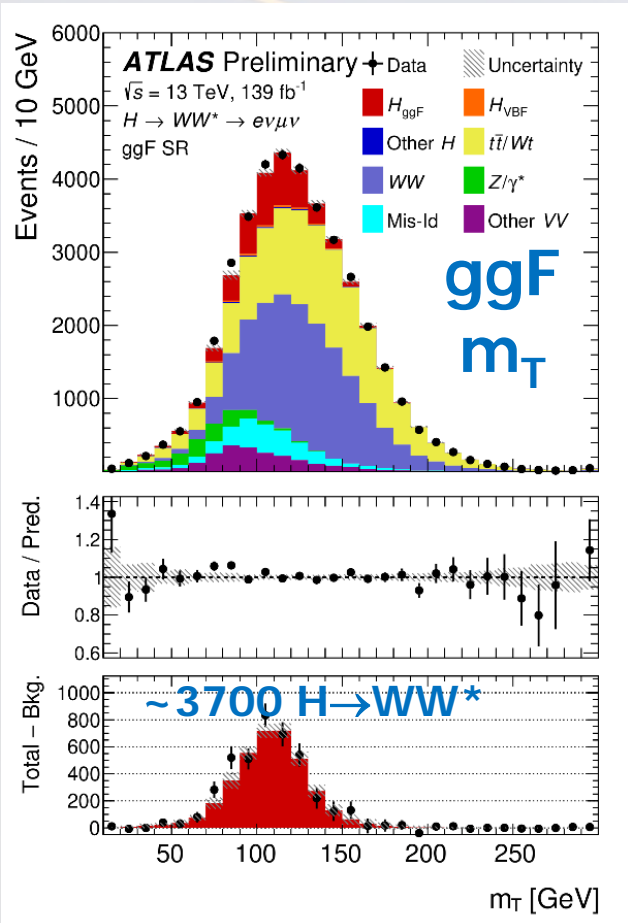 6000
5000
4000
3000
2000
1000
Events / 10 GeV
ATLAS Preliminary
√s = 13 TeV, 139 fb⁻¹
H → WW* → eνμν
ggF SR
Data
Uncertainty
H_ggF
H_VBF
Other H
tt̄/Wt
WW
Z/γ*
Mis-Id
Other VV
ggF
m_T
1.4
1.2
1
0.8
0.6
Data / Pred.
~3700 H→WW*
1000
800
600
400
200
0
Total − Bkg.
50 100 150 200 250
m_T [GeV]